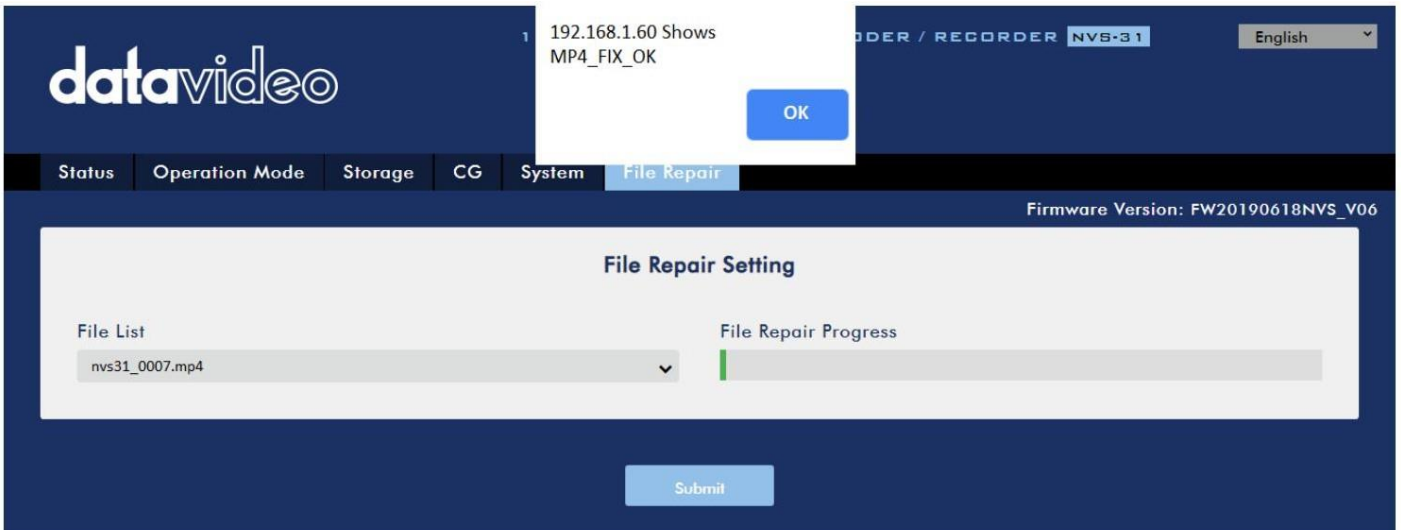 192.168.1.60 Shows
MP4_FIX_OK
OK
datavideo
1
DER / RECORDER NVS-31
English
Status Operation Mode Storage CG System File Repair
Firmware Version: FW20190618NVS_V06
File Repair Setting
File List File Repair Progress
nvs31_0007.mp4
Submit